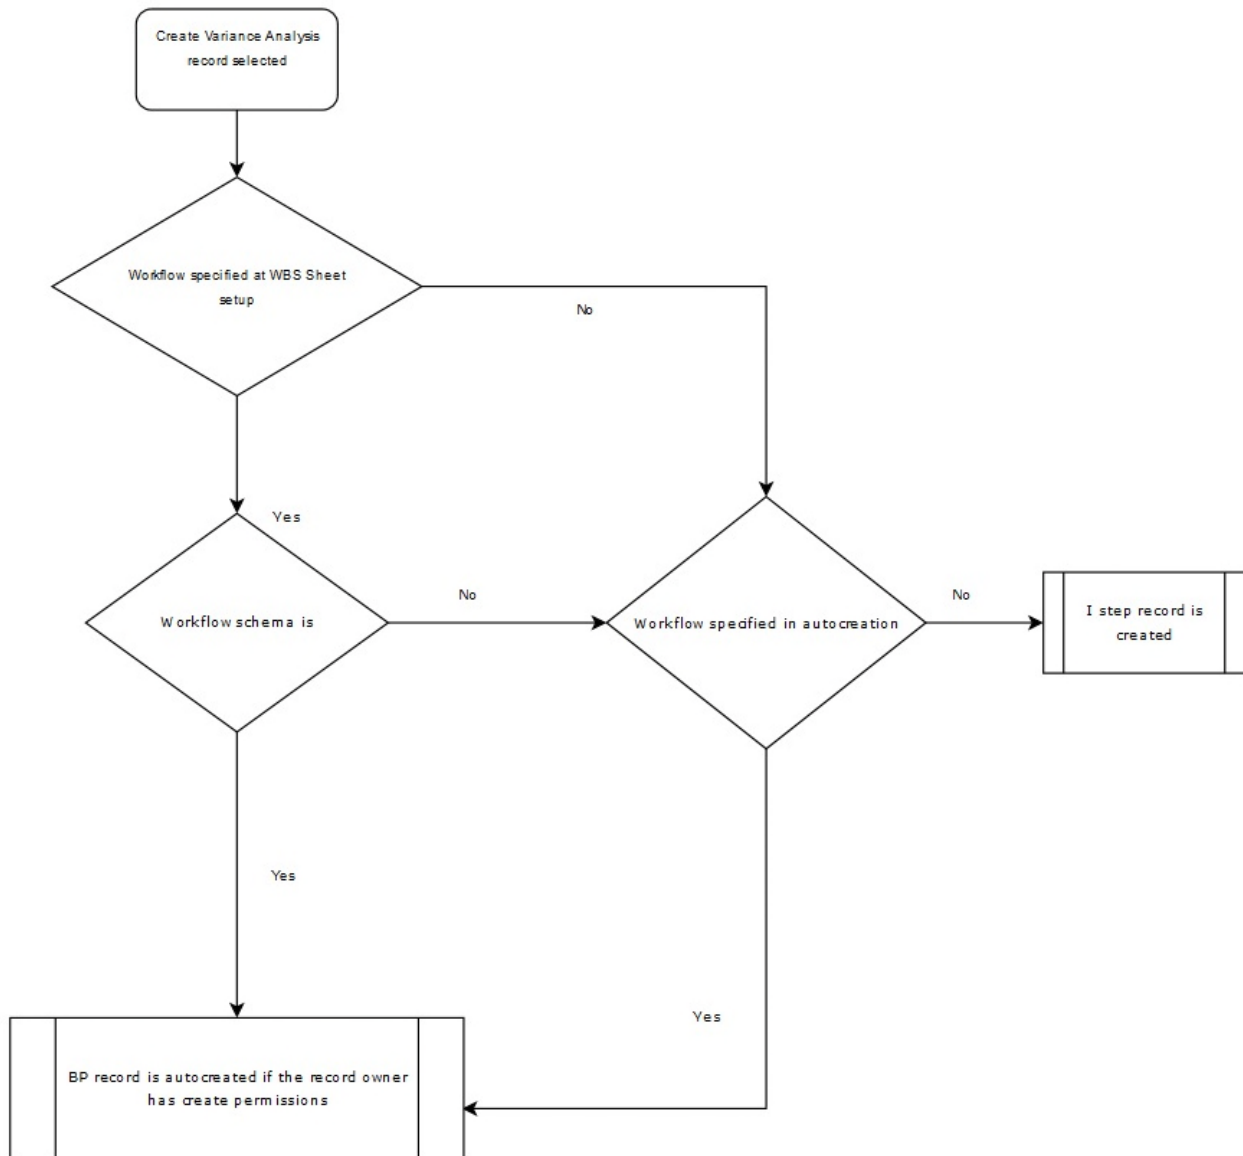 Create Variance Analysis
record selected
Workflow specified at WBS Sheet
setup
No
Yes
Workflow schema is
No
Workflow specified in autocreation
No
I step record is
created
Yes
Yes
BP record is autocreated if the record owner
has create permissions